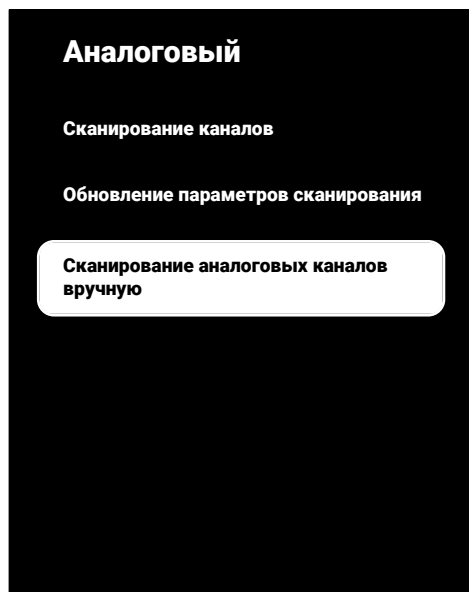 Аналоговый
Сканирование каналов
Обновление параметров сканирования
Сканирование аналоговых каналов
вручную